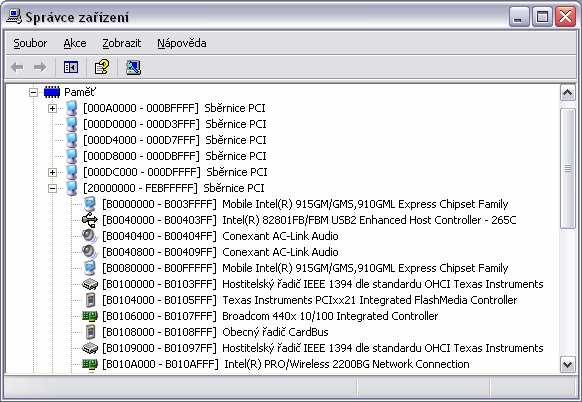 Správce zařízení
Soubor Akce Zobrazit Nápověda
Paměť
[000A0000 - 000BFFFF] Sběrnice PCI
[000D0000 - 000D3FFF] Sběrnice PCI
[000D4000 - 000D7FFF] Sběrnice PCI
[000D8000 - 000DBFFF] Sběrnice PCI
[000DC000 - 000DFFFF] Sběrnice PCI
[20000000 - FEBFFFFF] Sběrnice PCI
[B0000000 - B003FFFF] Mobile Intel(R) 915GM/GMS,910GML Express Chipset Family
[B0040000 - B00403FF] Intel(R) 82801FB/FBM USB2 Enhanced Host Controller - 265C
[B0040400 - B00404FF] Conexant AC-Link Audio
[B0040800 - B00409FF] Conexant AC-Link Audio
[B0080000 - B00FFFFF] Mobile Intel(R) 915GM/GMS,910GML Express Chipset Family
[B0100000 - B0103FFF] Hostitelský řadič IEEE 1394 dle standardu OHCI Texas Instruments
[B0104000 - B0105FFF] Texas Instruments PCIxx21 Integrated FlashMedia Controller
[B0106000 - B0107FFF] Broadcom 440x 10/100 Integrated Controller
[B0108000 - B0108FFF] Obecný řadič CardBus
[B0109000 - B01097FF] Hostitelský řadič IEEE 1394 dle standardu OHCI Texas Instruments
[B010A000 - B010AFFF] Intel(R) PRO/Wireless 2200BG Network Connection